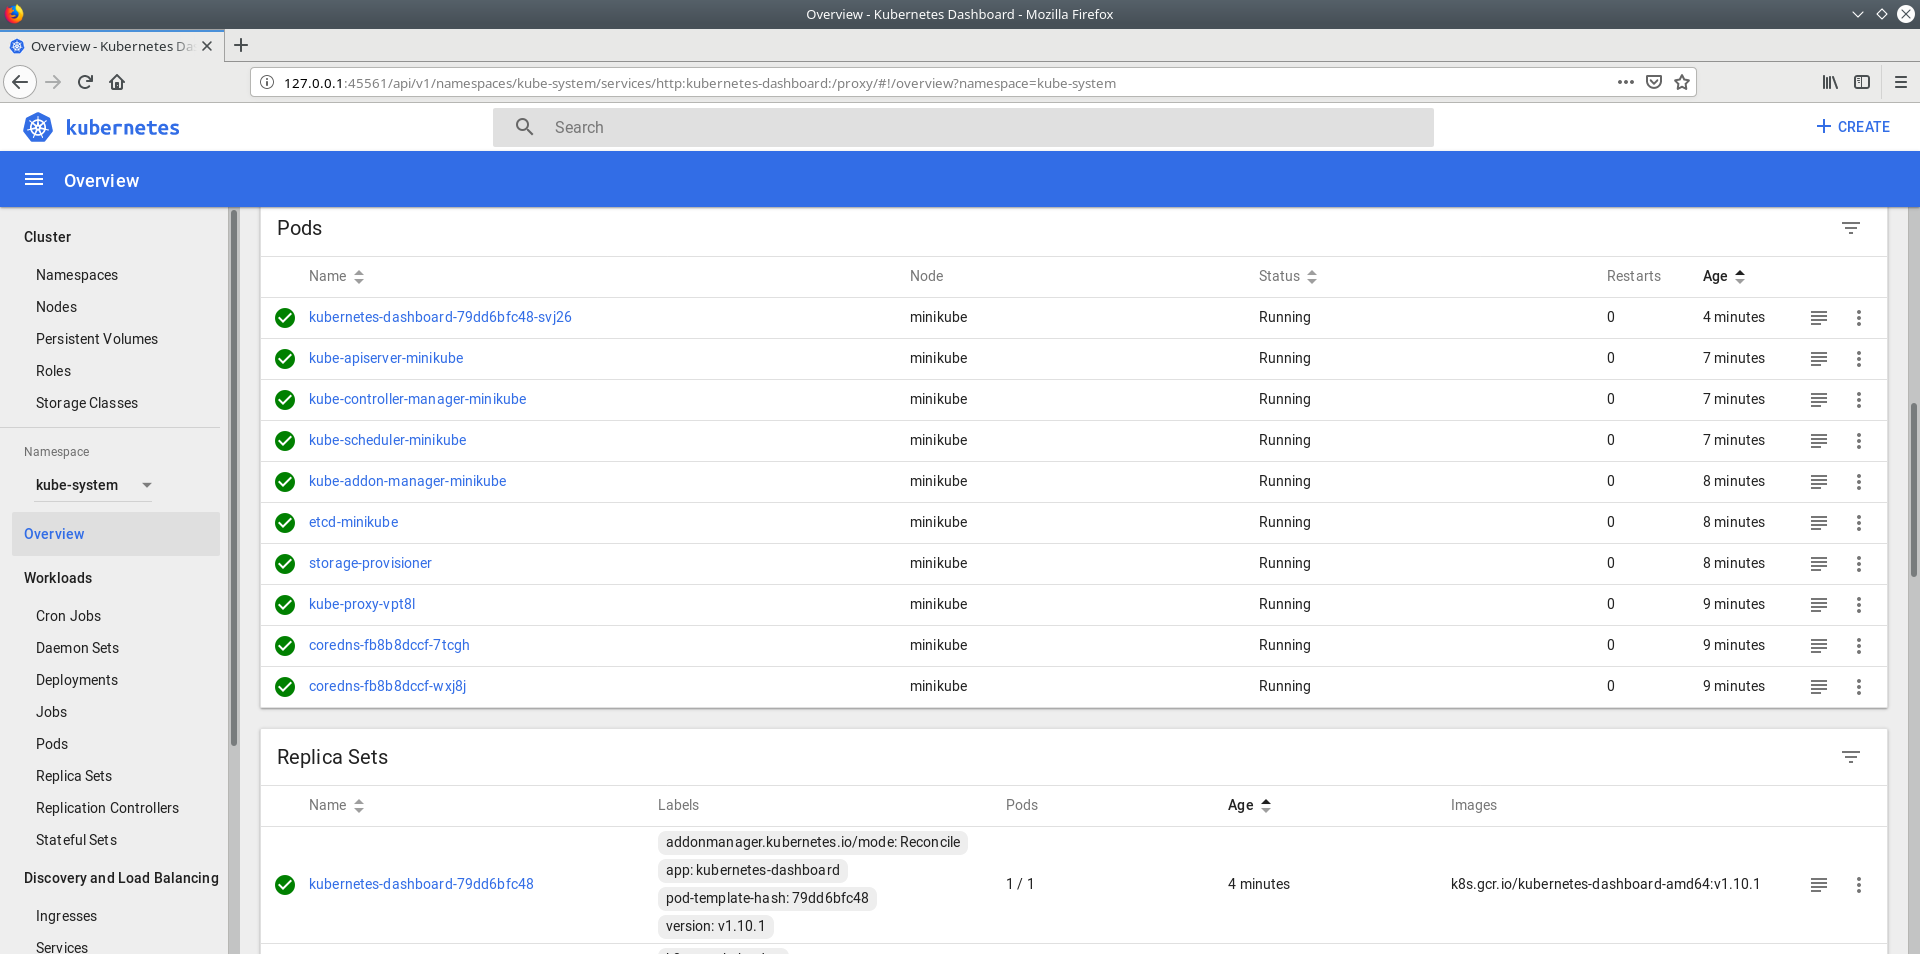 Overview - Kubernetes Dashboard - Mozilla Firefox
Overview - Kubernetes Da
127.0.0.1:45561/api/v1/namespaces/kube-system/services/http:kubernetes-dashboard:/proxy/#!/overview?namespace=kube-system
kubernetes
Search
CREATE
Overview
Cluster
Namespaces
Nodes
Persistent Volumes
Roles
Storage Classes
Namespace
kube-system
Overview
Workloads
Cron Jobs
Daemon Sets
Deployments
Jobs
Pods
Replica Sets
Replication Controllers
Stateful Sets
Discovery and Load Balancing
Ingresses
Services
Pods
Name Node Status Restarts Age
kubernetes-dashboard-79dd6bfc48-svj26 minikube Running 0 4 minutes
kube-apiserver-minikube minikube Running 0 7 minutes
kube-controller-manager-minikube minikube Running 0 7 minutes
kube-scheduler-minikube minikube Running 0 7 minutes
kube-addon-manager-minikube minikube Running 0 8 minutes
etcd-minikube minikube Running 0 8 minutes
storage-provisioner minikube Running 0 8 minutes
kube-proxy-vpt8l minikube Running 0 9 minutes
coredns-fb8b8dccf-7tcgh minikube Running 0 9 minutes
coredns-fb8b8dccf-wxj8j minikube Running 0 9 minutes
Replica Sets
Name Labels Pods Age Images
addonmanager.kubernetes.io/mode: Reconcile
app: kubernetes-dashboard
kubernetes-dashboard-79dd6bfc48 1 / 1 4 minutes k8s.gcr.io/kubernetes-dashboard-amd64:v1.10.1
pod-template-hash: 79dd6bfc48
version: v1.10.1